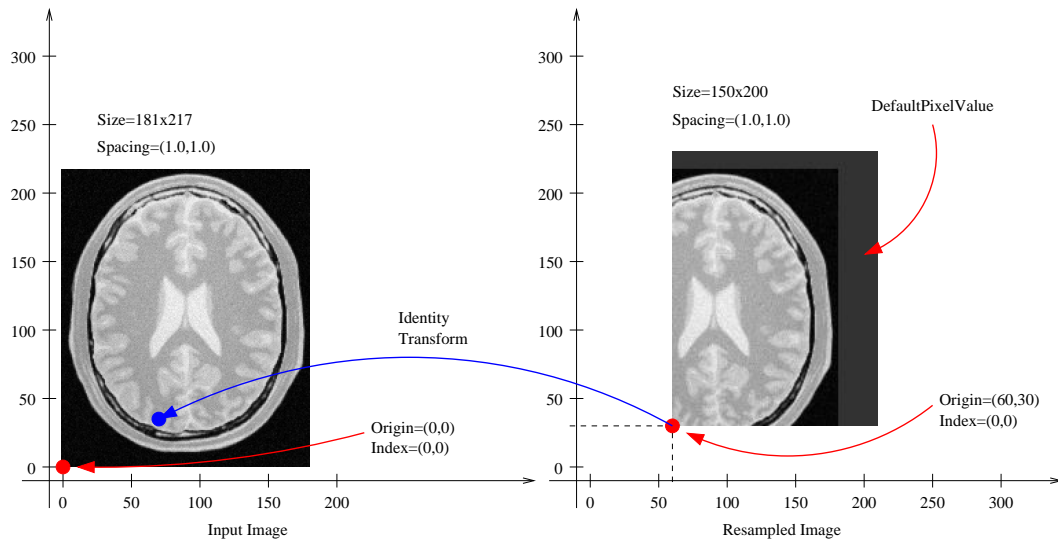 Size=181x217
Spacing=(1.0,1.0)
300
250
200
150
100
50
0
0
50
100
150
200
Input Image
Origin=(0,0)
Index=(0,0)
Identity
Transform
Size=150x200
Spacing=(1.0,1.0)
DefaultPixelValue
300
250
200
150
100
50
0
Origin=(60,30)
Index=(0,0)
0
50
100
150
200
250
300
Resampled Image